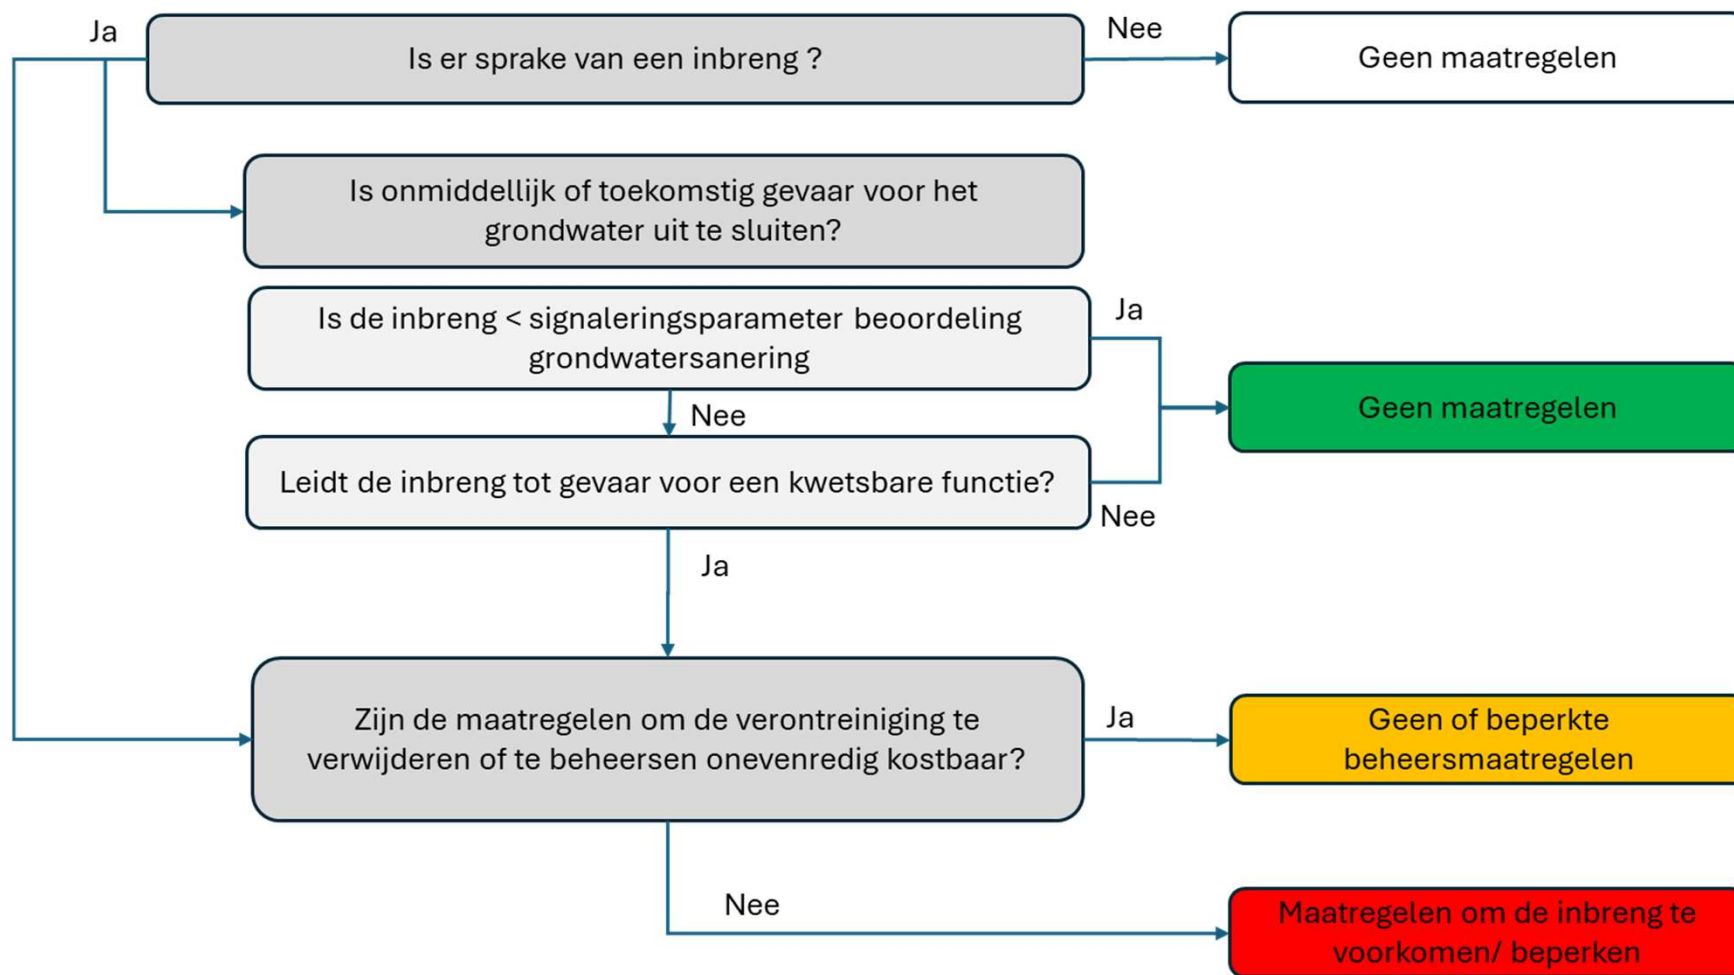 Ja
Is er sprake van een inbreng ?
Nee
Geen maatregelen
Is onmiddellijk of toekomstig gevaar voor het
grondwater uit te sluiten?
Is de inbreng < signaleringsparameter beoordeling
grondwatersanering
Ja
Nee
Geen maatregelen
Leidt de inbreng tot gevaar voor een kwetsbare functie?
Nee
Ja
Zijn de maatregelen om de verontreiniging te
verwijderen of te beheersen onevenredig kostbaar?
Ja
Geen of beperkte
beheersmaatregelen
Nee
Maatregelen om de inbreng te
voorkomen/ beperken